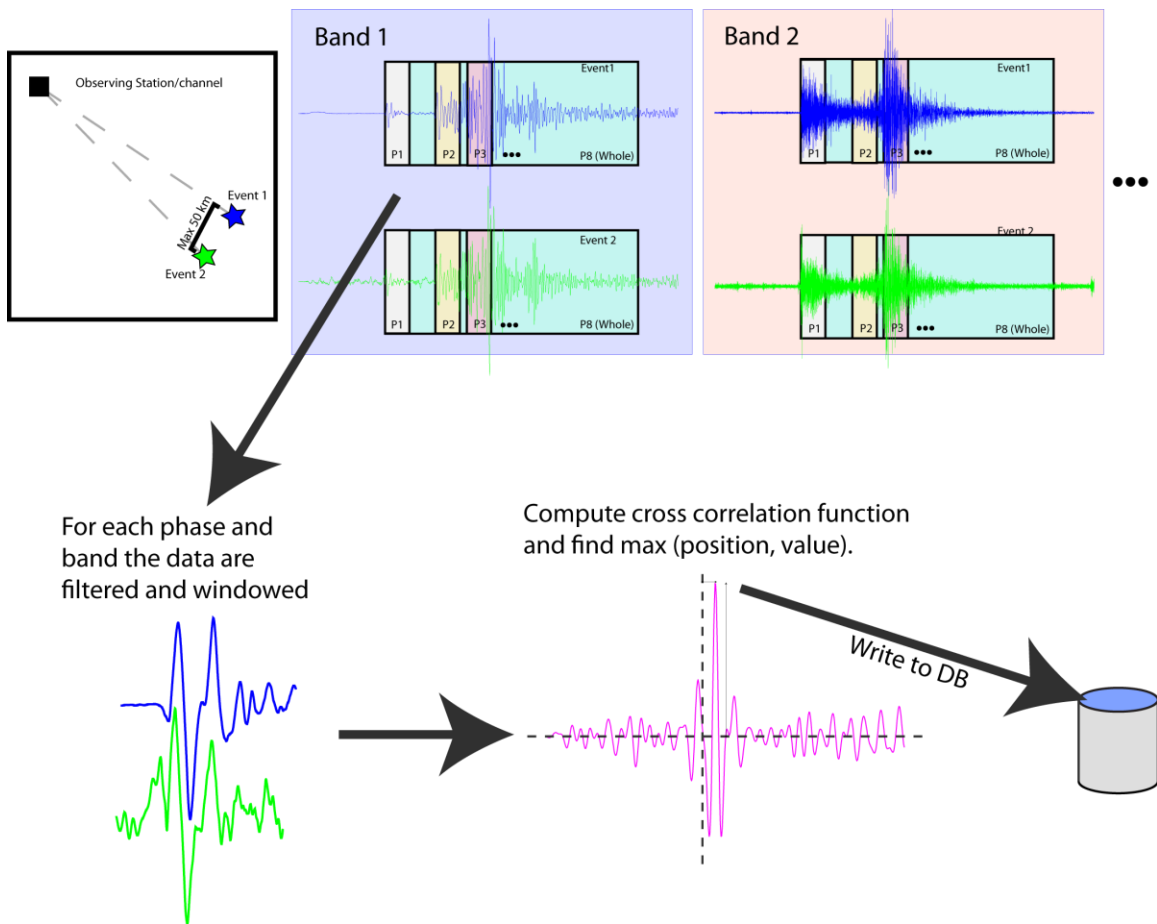 Observing Station/channel
Event 1
Max 50 km
Event 2
Band 1
Event1
P1
P2
P3
•••
P8 (Whole)
Event 2
P1
P2
P3
•••
P8 (Whole)
Band 2
Event1
P1
P2
P3
•••
P8 (Whole)
Event 2
P1
P2
P3
•••
P8 (Whole)
•••
For each phase and
band the data are
filtered and windowed
Compute cross correlation function
and find max (position, value).
Write to DB